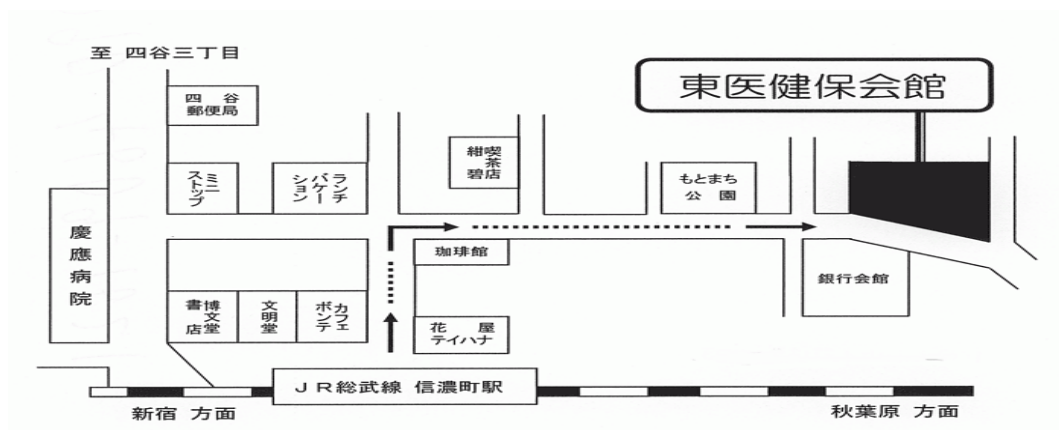 至 四谷三丁目
東医健保会館
四 谷
郵便局
喫茶店
紺碧
ミニ
ストップ
ランチ
パケー
ション
もとまち
公 園
慶應病院
珈琲館
銀行会館
博文堂
書店
文明堂
カフェ
ボンテ
花 屋
テイハナ
JR総武線 信濃町駅
新宿 方面
秋葉原 方面